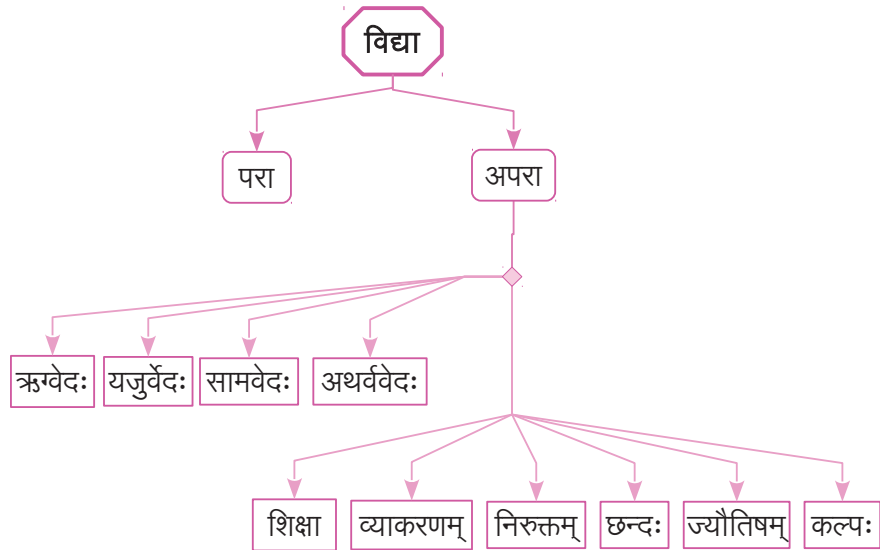 विद्या
परा
अपरा
ऋग्वेदः
यजुर्वेदः
सामवेदः
अथर्ववेदः
शिक्षा
व्याकरणम्
निरुक्तम्
छन्दः
ज्यौतिषम्
कल्पः